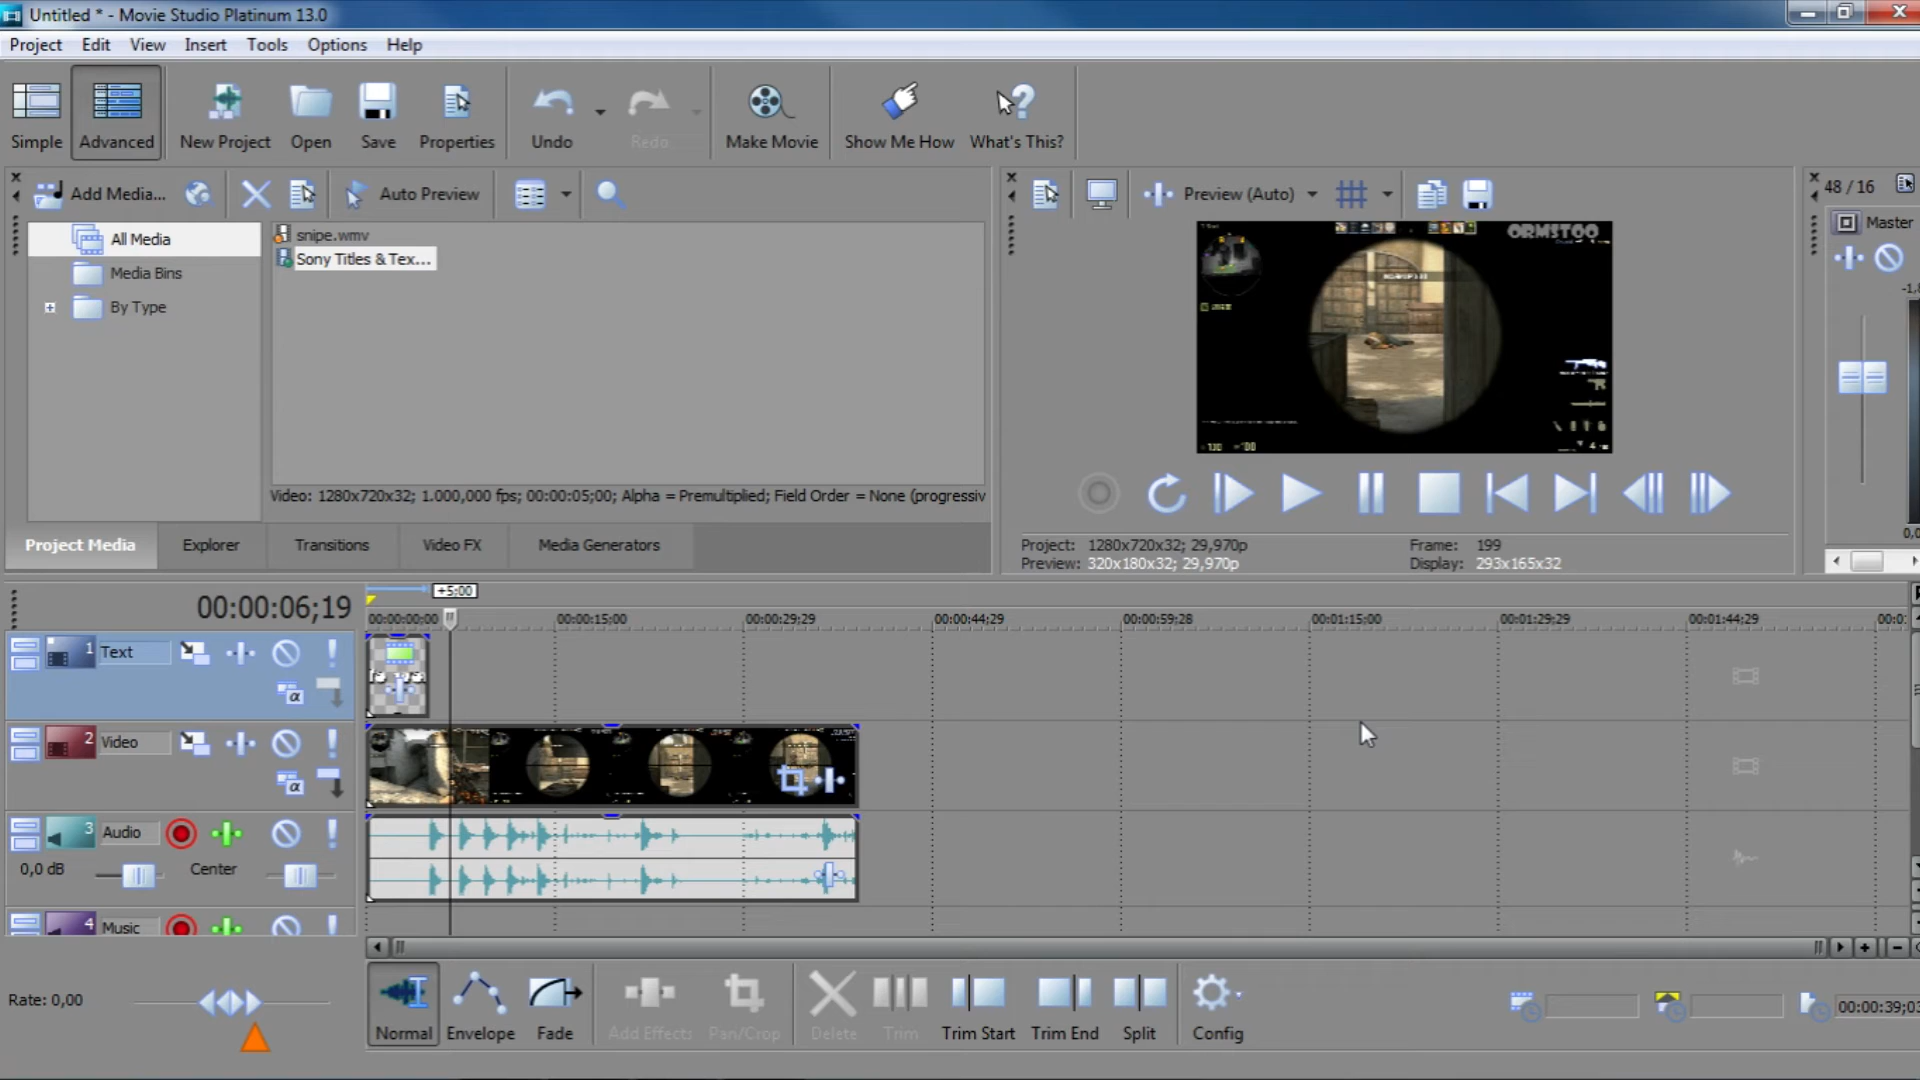 Untitled * - Movie Studio Platinum 13.0
Project Edit View Insert Tools Options Help
Simple Advanced New Project Open Save Properties Undo Redo Make Movie Show Me How What's This?
Add Media... Auto Preview
Preview (Auto)
48 / 16
All Media
Media Bins
By Type
snipe.wmv
Sony Titles & Tex...
ORMSTOO
Master
Video: 1280x720x32; 1.000,000 fps; 00:00:05;00; Alpha = Premultiplied; Field Order = None (progressiv
Project Media Explorer Transitions Video FX Media Generators
Project: 1280x720x32; 29,970p
Preview: 320x180x32; 29,970p
Frame: 199
Display: 293x165x32
00:00:06;19
+5;00
00:00:00;00 00:00:15;00 00:00:29;29 00:00:44;29 00:00:59;28 00:01:15;00 00:01:29;29 00:01:44;29 00:0
1 Text
2 Video
3 Audio
0,0 dB Center
4 Music
Rate: 0,00
Normal Envelope Fade Add Effects Pan/Crop Delete Trim Trim Start Trim End Split Config
00:00:39;03